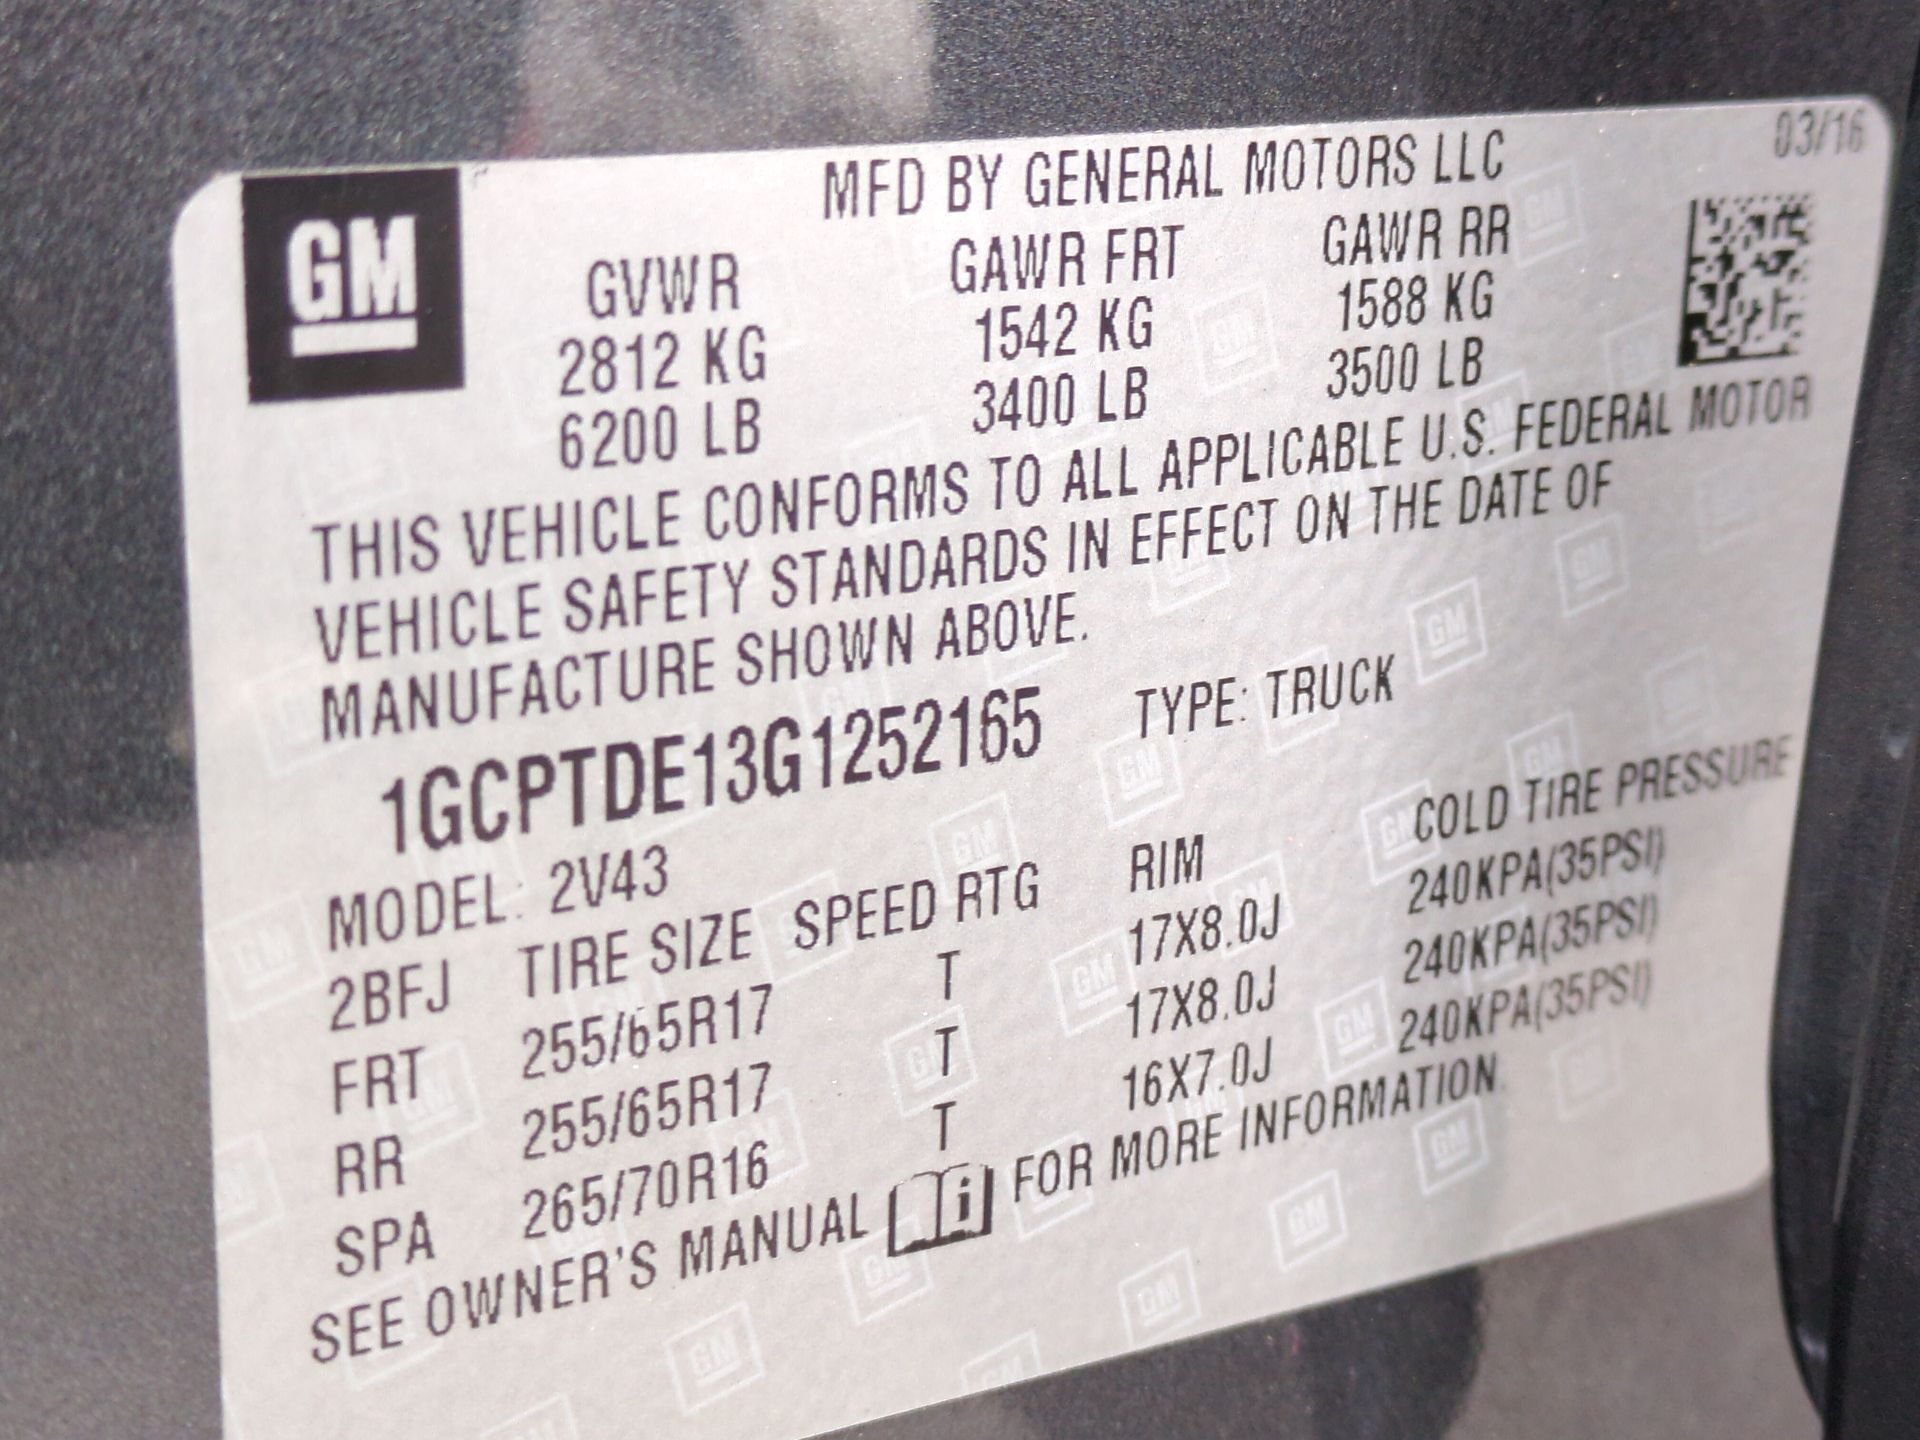 03/16
MFD BY GENERAL MOTORS LLC
GM
GVWR GAWR FRT GAWR RR
2812 KG 1542 KG 1588 KG
6200 LB 3400 LB 3500 LB
THIS VEHICLE CONFORMS TO ALL APPLICABLE U.S. FEDERAL MOTOR
VEHICLE SAFETY STANDARDS IN EFFECT ON THE DATE OF
MANUFACTURE SHOWN ABOVE.
1GCPTDE13G1252165 TYPE: TRUCK
MODEL: 2V43
2BFJ TIRE SIZE SPEED RTG RIM COLD TIRE PRESSURE
FRT 255/65R17 T 17X8.0J 240KPA(35PSI)
RR 255/65R17 T 17X8.0J 240KPA(35PSI)
SPA 265/70R16 T 16X7.0J 240KPA(35PSI)
SEE OWNER'S MANUAL i FOR MORE INFORMATION.